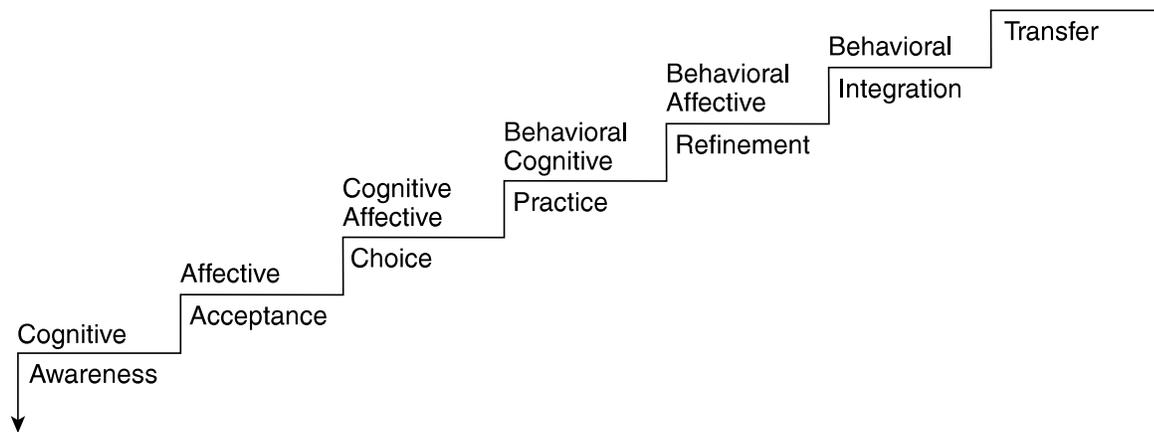 Transfer
Behavioral
Integration
Behavioral
Affective
Refinement
Behavioral
Cognitive
Practice
Cognitive
Affective
Choice
Affective
Acceptance
Cognitive
Awareness